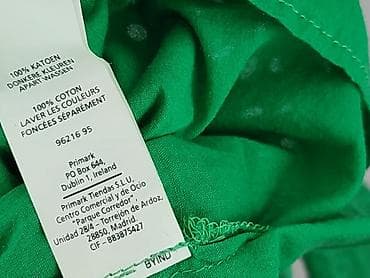 100% KATOEN
DONKERE KLEUREN
APART WASSEN
100% COTON
LAVER LES COULEURS
FONCÉES SÉPARÉMENT
96216 95
Primark
PO Box 644,
Dublin 1, Ireland
Primark Tiendas S.L.U,
Centro Comercial y de Ocio
"Parque Corredor",
Unidad 28/4 - Torrejón de Ardoz,
28850, Madrid.
CIF - B83875427
BYIND